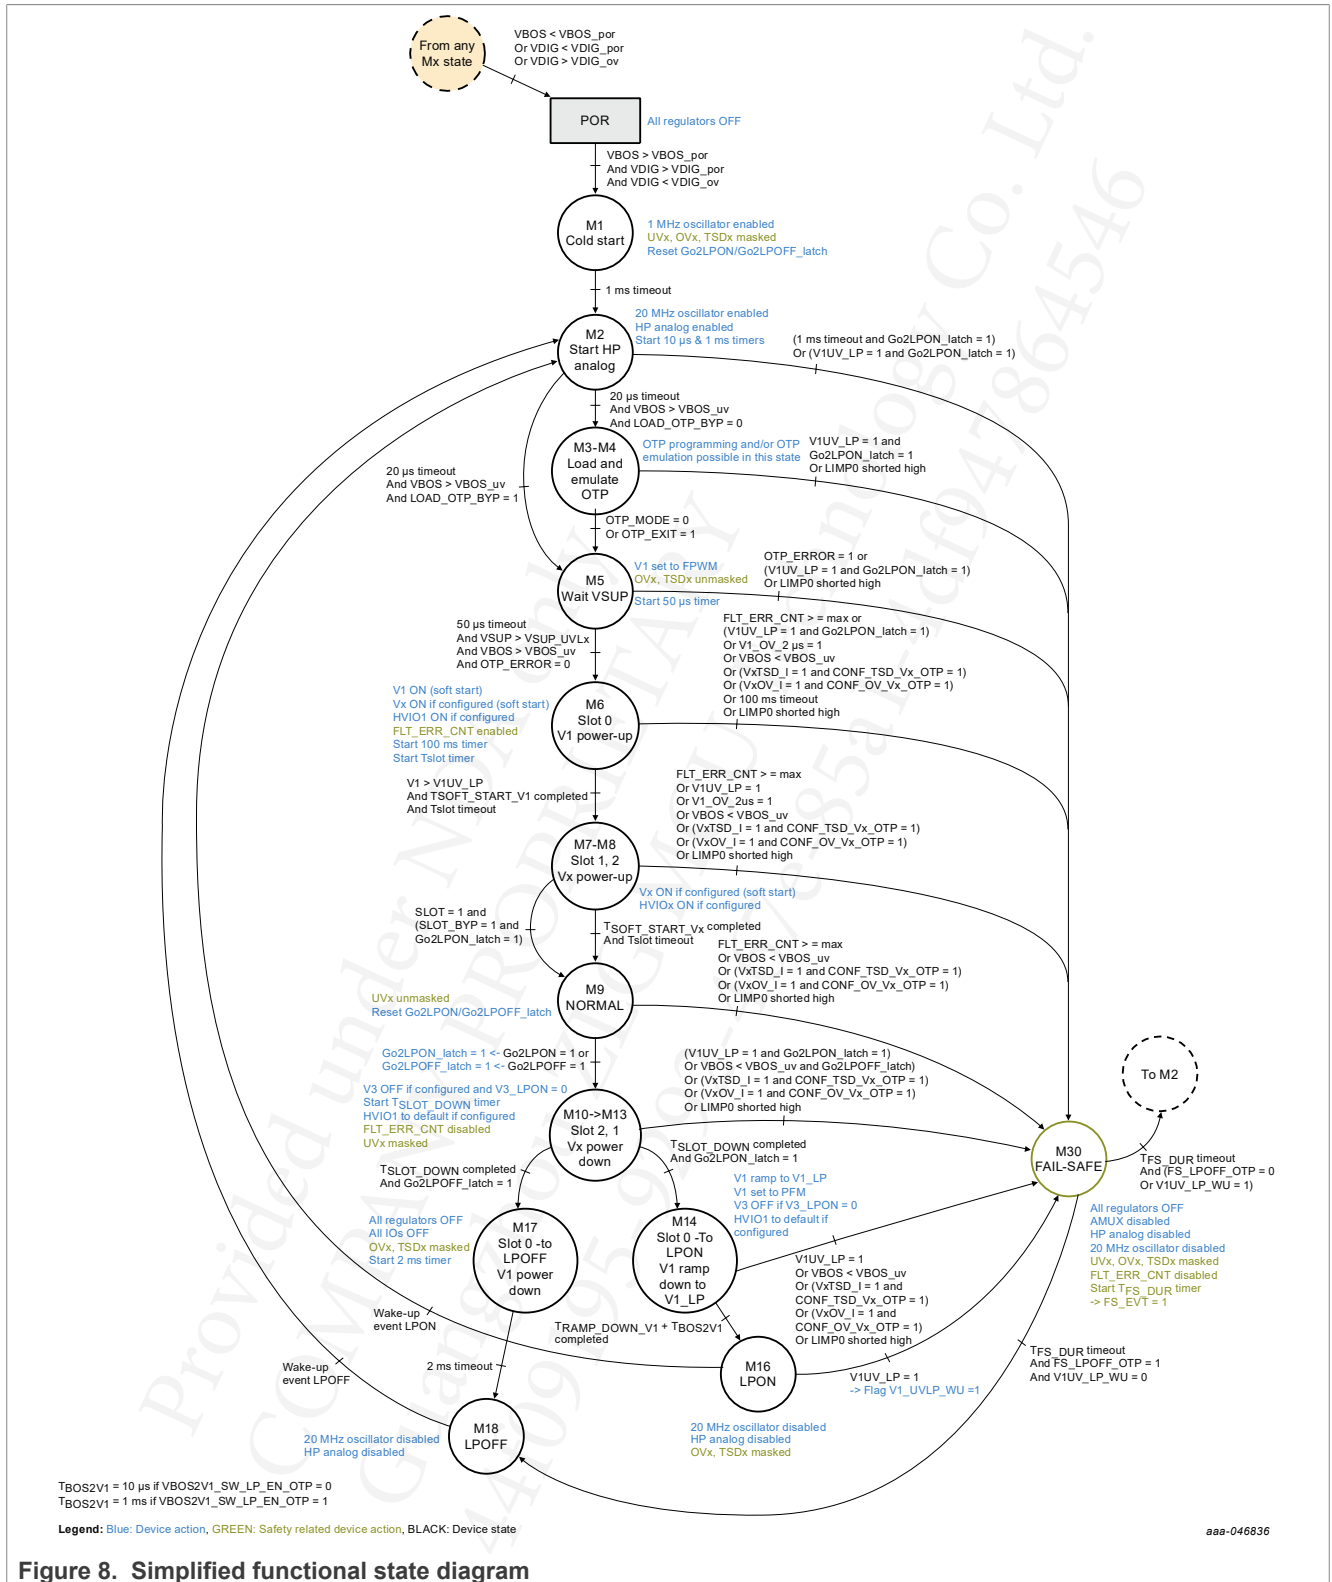 From any
Mx state
VBOS < VBOS_por
Or VDIG < VDIG_por
Or VDIG > VDIG_ov
POR
All regulators OFF
VBOS > VBOS_por
And VDIG > VDIG_por
And VDIG < VDIG_ov
M1
Cold start
1 MHz oscillator enabled
UVx, OVx, TSDx masked
Reset Go2LPON/Go2LPOFF_latch
1 ms timeout
M2
Start HP
analog
20 MHz oscillator enabled
HP analog enabled
Start 10 µs & 1 ms timers
(1 ms timeout and Go2LPON_latch = 1)
Or (V1UV_LP = 1 and Go2LPON_latch = 1)
20 µs timeout
And VBOS > VBOS_uv
And LOAD_OTP_BYP = 0
20 µs timeout
And VBOS > VBOS_uv
And LOAD_OTP_BYP = 1
M3-M4
Load and
emulate
OTP
OTP programming and/or OTP
emulation possible in this state
V1UV_LP = 1 and
Go2LPON_latch = 1
Or LIMP0 shorted high
OTP_MODE = 0
Or OTP_EXIT = 1
M5
Wait VSUP
V1 set to FPWM
OVx, TSDx unmasked
Start 50 µs timer
OTP_ERROR = 1 or
(V1UV_LP = 1 and Go2LPON_latch = 1)
Or LIMP0 shorted high
50 µs timeout
And VSUP > VSUP_UVLx
And VBOS > VBOS_uv
And OTP_ERROR = 0
FLT_ERR_CNT > = max or
(V1UV_LP = 1 and Go2LPON_latch = 1)
Or V1_OV_2 µs = 1
Or VBOS < VBOS_uv
Or (VxTSD_I = 1 and CONF_TSD_Vx_OTP = 1)
Or (VxOV_I = 1 and CONF_OV_Vx_OTP = 1)
Or 100 ms timeout
Or LIMP0 shorted high
V1 ON (soft start)
Vx ON if configured (soft start)
HVIO1 ON if configured
FLT_ERR_CNT enabled
Start 100 ms timer
Start Tslot timer
M6
Slot 0
V1 power-up
V1 > V1UV_LP
And TSOFT_START_V1 completed
And Tslot timeout
FLT_ERR_CNT > = max
Or V1UV_LP = 1
Or V1_OV_2us = 1
Or VBOS < VBOS_uv
Or (VxTSD_I = 1 and CONF_TSD_Vx_OTP = 1)
Or (VxOV_I = 1 and CONF_OV_Vx_OTP = 1)
Or LIMP0 shorted high
M7-M8
Slot 1, 2
Vx power-up
Vx ON if configured (soft start)
HVIOx ON if configured
SLOT = 1 and
(SLOT_BYP = 1 and
Go2LPON_latch = 1)
TSOFT_START_Vx completed
And Tslot timeout
FLT_ERR_CNT > = max
Or VBOS < VBOS_uv
Or (VxTSD_I = 1 and CONF_TSD_Vx_OTP = 1)
Or (VxOV_I = 1 and CONF_OV_Vx_OTP = 1)
Or LIMP0 shorted high
M9
NORMAL
UVx unmasked
Reset Go2LPON/Go2LPOFF_latch
Go2LPON_latch = 1 <- Go2LPON = 1 or
Go2LPOFF_latch = 1 <- Go2LPOFF = 1
(V1UV_LP = 1 and Go2LPON_latch = 1)
Or VBOS < VBOS_uv and Go2LPOFF_latch)
Or (VxTSD_I = 1 and CONF_TSD_Vx_OTP = 1)
Or (VxOV_I = 1 and CONF_OV_Vx_OTP = 1)
Or LIMP0 shorted high
To M2
V3 OFF if configured and V3_LPON = 0
Start TSLOT_DOWN timer
HVIO1 to default if configured
FLT_ERR_CNT disabled
UVx masked
M10->M13
Slot 2, 1
Vx power
down
M30
FAIL-SAFE
TFS_DUR timeout
And (FS_LPOFF_OTP = 0
Or V1UV_LP_WU = 1)
TSLOT_DOWN completed
And Go2LPOFF_latch = 1
TSLOT_DOWN completed
And Go2LPON_latch = 1
V1 ramp to V1_LP
V1 set to PFM
V3 OFF if V3_LPON = 0
HVIO1 to default if
configured
All regulators OFF
AMUX disabled
HP analog disabled
20 MHz oscillator disabled
UVx, OVx, TSDx masked
FLT_ERR_CNT disabled
Start TFS_DUR timer
-> FS_EVT = 1
All regulators OFF
All IOs OFF
OVx, TSDx masked
Start 2 ms timer
M17
Slot 0 -to
LPOFF
V1 power
down
M14
Slot 0 -To
LPON
V1 ramp
down to
V1_LP
V1UV_LP = 1
Or VBOS < VBOS_uv
Or (VxTSD_I = 1 and
CONF_TSD_Vx_OTP = 1)
Or (VxOV_I = 1 and
CONF_OV_Vx_OTP = 1)
Or LIMP0 shorted high
Wake-up
event LPON
TRAMP_DOWN_V1 + TBOS2V1
completed
TFS_DUR timeout
And FS_LPOFF_OTP = 1
And V1UV_LP_WU = 0
Wake-up
event LPOFF
2 ms timeout
M16
LPON
V1UV_LP = 1
-> Flag V1_UVLP_WU =1
20 MHz oscillator disabled
HP analog disabled
OVx, TSDx masked
M18
LPOFF
20 MHz oscillator disabled
HP analog disabled
TBOS2V1 = 10 µs if VBOS2V1_SW_LP_EN_OTP = 0
TBOS2V1 = 1 ms if VBOS2V1_SW_LP_EN_OTP = 1
Legend: Blue: Device action, GREEN: Safety related device action, BLACK: Device state
aaa-046836
Figure 8. Simplified functional state diagram